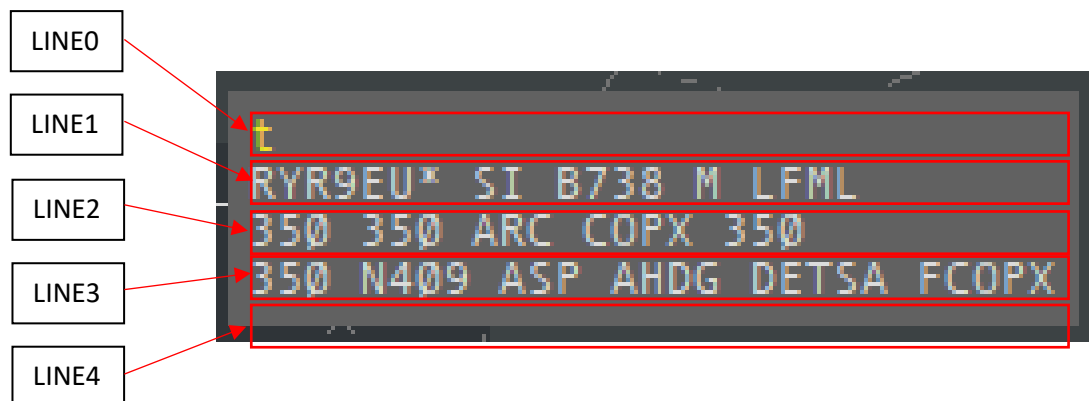 LINE0
t
LINE1
RYR9EU* SI B738 M LFML
LINE2
350 350 ARC COPX 350
LINE3
350 N409 ASP AHDG DETSA FCOPX
LINE4